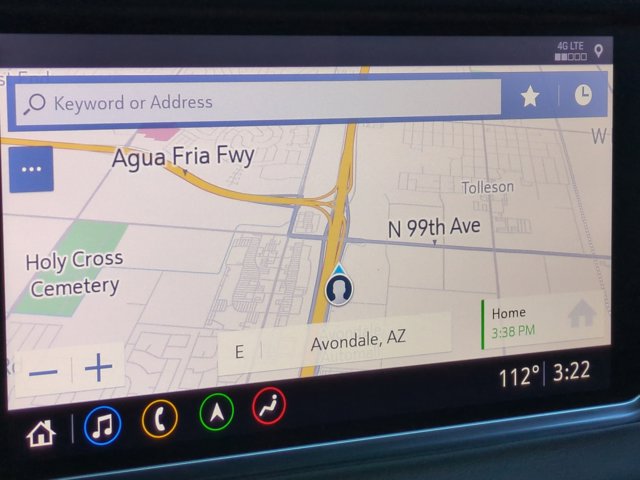 4G LTE
Keyword or Address
W
Agua Fria Fwy
Tolleson
N 99th Ave
Holy Cross
Cemetery
Home
3:38 PM
E
Avondale, AZ
112°
3:22